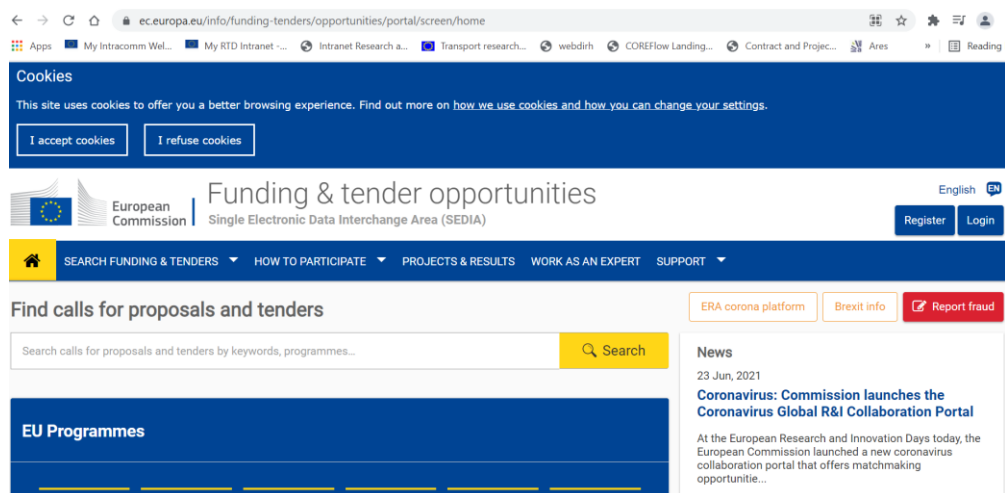 ec.europa.eu/info/funding-tenders/opportunities/portal/screen/home
Apps My Intracomm Wel... My RTD Intranet -... Intranet Research a... Transport research... webdirh COREFlow Landing... Contract and Projec... Ares » Reading
Cookies
This site uses cookies to offer you a better browsing experience. Find out more on how we use cookies and how you can change your settings.
I accept cookies I refuse cookies
European
Commission
Funding & tender opportunities
Single Electronic Data Interchange Area (SEDIA)
English EN
Register Login
SEARCH FUNDING & TENDERS HOW TO PARTICIPATE PROJECTS & RESULTS WORK AS AN EXPERT SUPPORT
Find calls for proposals and tenders
ERA corona platform Brexit info Report fraud
Search calls for proposals and tenders by keywords, programmes...
Search
News
23 Jun, 2021
Coronavirus: Commission launches the
Coronavirus Global R&I Collaboration Portal
At the European Research and Innovation Days today, the
European Commission launched a new coronavirus
collaboration portal that offers matchmaking
opportunitie...
EU Programmes